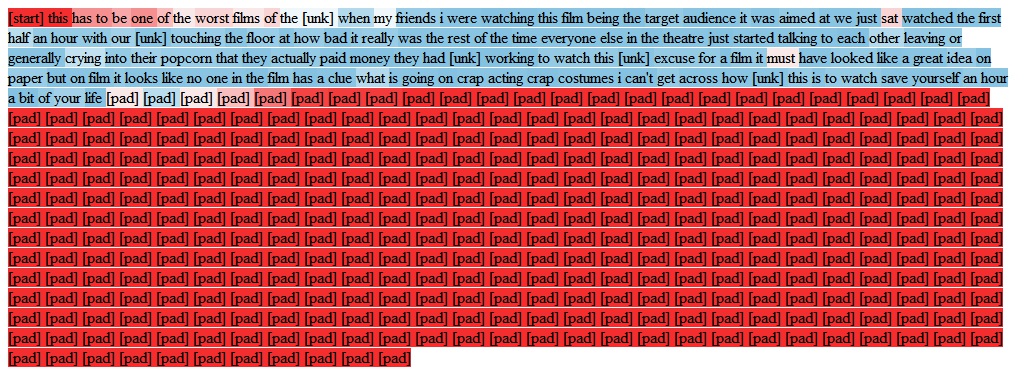 [start] this has to be one of the worst films of the [unk] when my friends i were watching this film being the target audience it was aimed at we just sat watched the first
half an hour with our [unk] touching the floor at how bad it really was the rest of the time everyone else in the theatre just started talking to each other leaving or
generally crying into their popcorn that they actually paid money they had [unk] working to watch this [unk] excuse for a film it must have looked like a great idea on
paper but on film it looks like no one in the film has a clue what is going on crap acting crap costumes i can't get across how [unk] this is to watch save yourself an hour
a bit of your life [pad] [pad] [pad] [pad] [pad] [pad] [pad] [pad] [pad] [pad] [pad] [pad] [pad] [pad] [pad] [pad] [pad] [pad] [pad] [pad] [pad] [pad] [pad] [pad]
[pad] [pad] [pad] [pad] [pad] [pad] [pad] [pad] [pad] [pad] [pad] [pad] [pad] [pad] [pad] [pad] [pad] [pad] [pad] [pad] [pad] [pad] [pad] [pad] [pad] [pad] [pad]
[pad] [pad] [pad] [pad] [pad] [pad] [pad] [pad] [pad] [pad] [pad] [pad] [pad] [pad] [pad] [pad] [pad] [pad] [pad] [pad] [pad] [pad] [pad] [pad] [pad] [pad] [pad]
[pad] [pad] [pad] [pad] [pad] [pad] [pad] [pad] [pad] [pad] [pad] [pad] [pad] [pad] [pad] [pad] [pad] [pad] [pad] [pad] [pad] [pad] [pad] [pad] [pad] [pad] [pad]
[pad] [pad] [pad] [pad] [pad] [pad] [pad] [pad] [pad] [pad] [pad] [pad] [pad] [pad] [pad] [pad] [pad] [pad] [pad] [pad] [pad] [pad] [pad] [pad] [pad] [pad] [pad]
[pad] [pad] [pad] [pad] [pad] [pad] [pad] [pad] [pad] [pad] [pad] [pad] [pad] [pad] [pad] [pad] [pad] [pad] [pad] [pad] [pad] [pad] [pad] [pad] [pad] [pad] [pad]
[pad] [pad] [pad] [pad] [pad] [pad] [pad] [pad] [pad] [pad] [pad] [pad] [pad] [pad] [pad] [pad] [pad] [pad] [pad] [pad] [pad] [pad] [pad] [pad] [pad] [pad] [pad]
[pad] [pad] [pad] [pad] [pad] [pad] [pad] [pad] [pad] [pad] [pad] [pad] [pad] [pad] [pad] [pad] [pad] [pad] [pad] [pad] [pad] [pad] [pad] [pad] [pad] [pad] [pad]
[pad] [pad] [pad] [pad] [pad] [pad] [pad] [pad] [pad] [pad] [pad] [pad] [pad] [pad] [pad] [pad] [pad] [pad] [pad] [pad] [pad] [pad] [pad] [pad] [pad] [pad] [pad]
[pad] [pad] [pad] [pad] [pad] [pad] [pad] [pad] [pad] [pad] [pad] [pad] [pad] [pad] [pad] [pad] [pad] [pad] [pad] [pad] [pad] [pad] [pad] [pad] [pad] [pad] [pad]
[pad] [pad] [pad] [pad] [pad] [pad] [pad] [pad] [pad] [pad] [pad] [pad] [pad] [pad] [pad] [pad] [pad] [pad] [pad] [pad] [pad] [pad] [pad] [pad] [pad] [pad] [pad]
[pad] [pad] [pad] [pad] [pad] [pad] [pad] [pad] [pad] [pad] [pad] [pad] [pad] [pad] [pad] [pad] [pad] [pad] [pad] [pad] [pad] [pad] [pad] [pad] [pad] [pad] [pad]
[pad] [pad] [pad] [pad] [pad] [pad] [pad] [pad] [pad] [pad] [pad] [pad] [pad] [pad] [pad] [pad] [pad] [pad] [pad] [pad] [pad] [pad] [pad] [pad] [pad] [pad] [pad]
[pad] [pad] [pad] [pad] [pad] [pad] [pad] [pad] [pad] [pad] [pad]